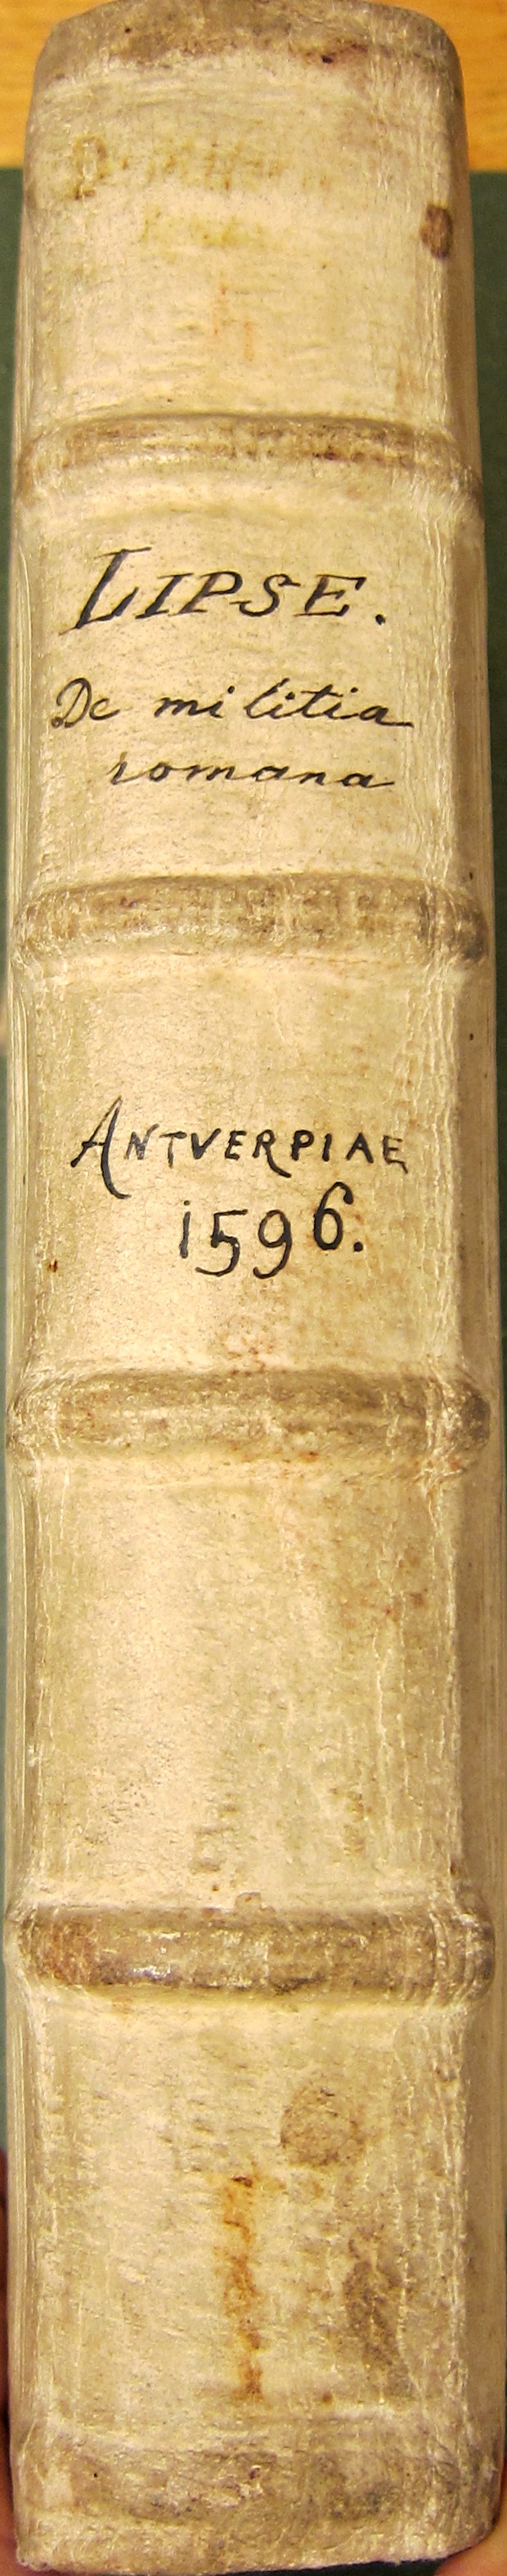 LIPSE.
De militia
romana
ANTVERPIAE
1596.